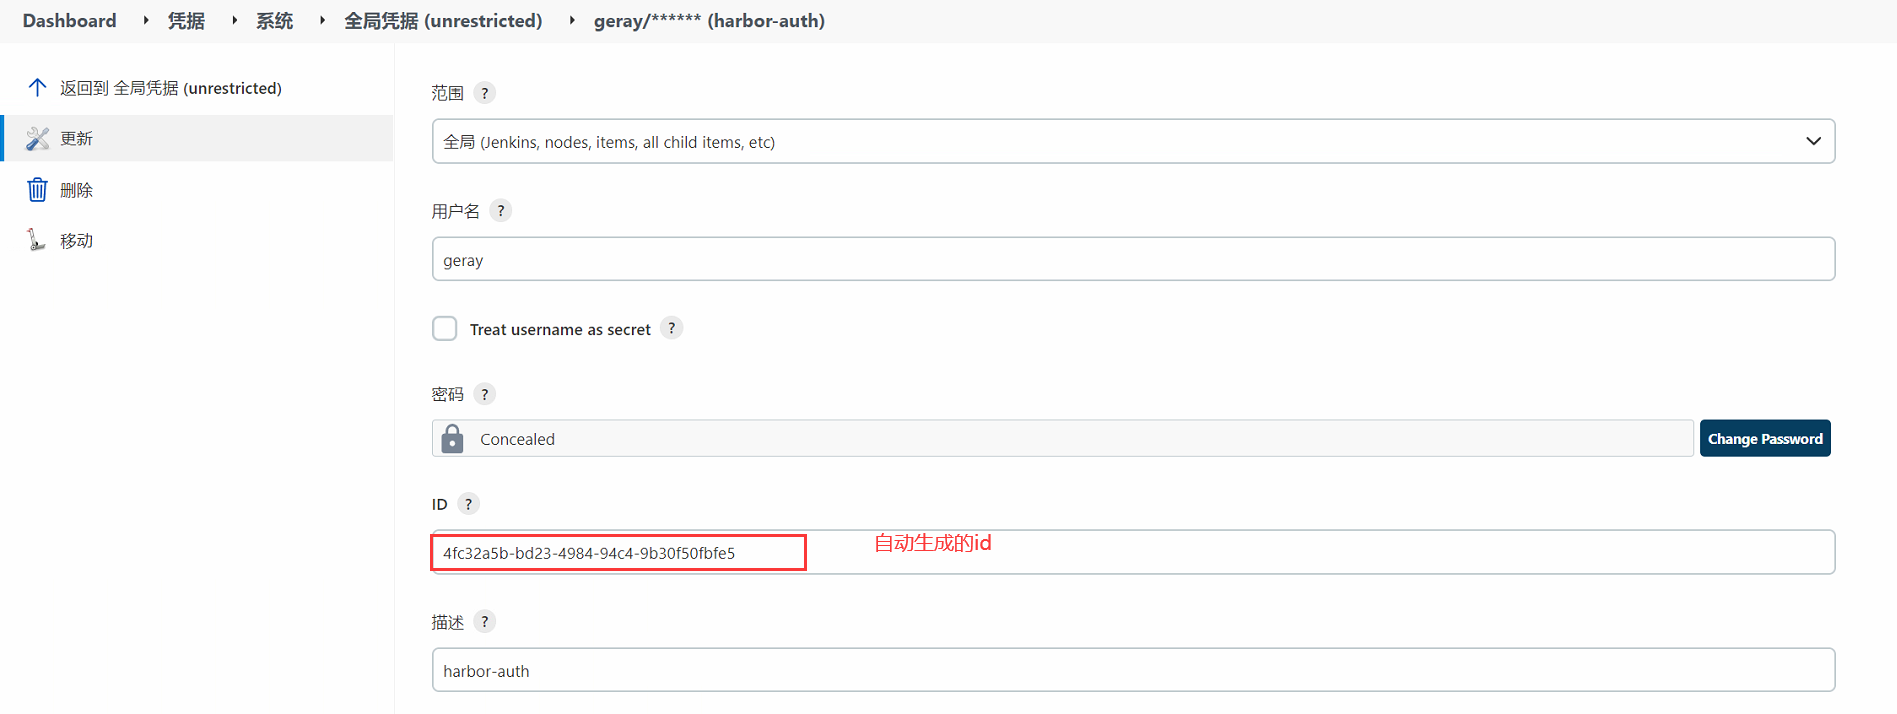 Dashboard 凭据 系统 全局凭据 (unrestricted) geray/****** (harbor-auth)
返回到 全局凭据 (unrestricted)
更新
删除
移动
范围 ?
全局 (Jenkins, nodes, items, all child items, etc)
用户名 ?
geray
Treat username as secret ?
密码 ?
Concealed
Change Password
ID ?
4fc32a5b-bd23-4984-94c4-9b30f50fbfe5
自动生成的id
描述 ?
harbor-auth